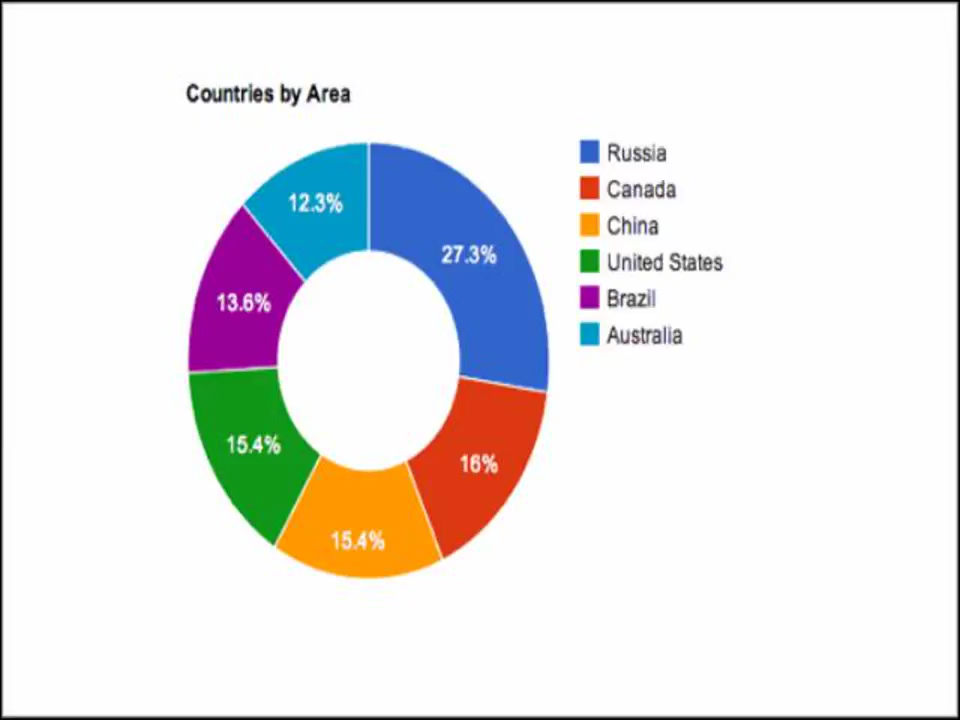 Countries by Area
12.3%
27.3%
13.6%
15.4%
16%
15.4%
Russia
Canada
China
United States
Brazil
Australia